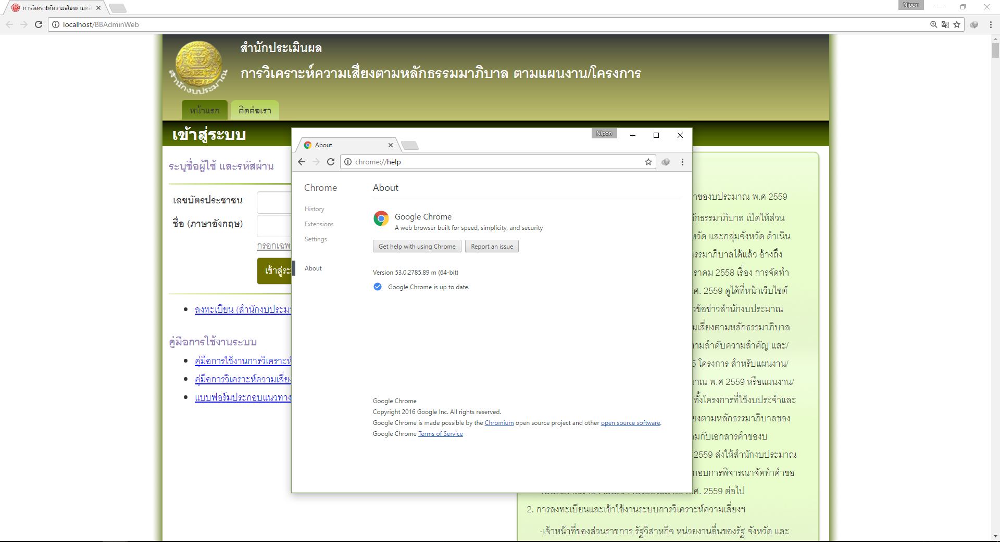 การวิเคราะห์ความเสี่ยงตามห
Nipon
localhost/BBAdminWeb
สำนักงบประมาณ
สำนักประเมินผล
การวิเคราะห์ความเสี่ยงตามหลักธรรมมาภิบาล ตามแผนงาน/โครงการ
หน้าแรก
ติดต่อเรา
เข้าสู่ระบบ
ระบุชื่อผู้ใช้ และรหัสผ่าน
เลขบัตรประชาชน
ชื่อ (ภาษาอังกฤษ)
กรอกเฉพ
เข้าสู่ระ
ลงทะเบียน (สำนักงบประมา
คู่มือการใช้งานระบบ
คู่มือการใช้งานการวิเคราะห์
คู่มือการวิเคราะห์ความเสี่ยง
แบบฟอร์มประกอบแนวทาง
Nipon
About
chrome://help
Chrome
History
Extensions
Settings
About
About
Google Chrome
A web browser built for speed, simplicity, and security
Get help with using Chrome
Report an issue
Version 53.0.2785.89 m (64-bit)
Google Chrome is up to date.
Google Chrome
Copyright 2016 Google Inc. All rights reserved.
Google Chrome is made possible by the Chromium open source project and other open source software.
Google Chrome Terms of Service
าของบประมาณ พ.ศ 2559
ลักธรรมาภิบาล เปิดให้ส่วน
หวัด และกลุ่มจังหวัด ดำเนิน
ธรรมาภิบาลได้แล้ว อ้างถึง
ราคม 2558 เรื่อง การจัดทำ
ศ. 2559 ดูได้ที่หน้าเว็บไซต์
วข้อข่าวสำนักงบประมาณ
มเสี่ยงตามหลักธรรมาภิบาล
ตามลำดับความสำคัญ และ/
5 โครงการ สำหรับแผนงาน/
มาณ พ.ศ 2559 หรือแผนงาน/
ทั้งโครงการที่ใช้งบประจำและ
ยงตามหลักธรรมาภิบาลของ
อมกับเอกสารคำของบ
2559 ส่งให้สำนักงบประมาณ
กอบการพิจารณาจัดทำคำขอ
ศ. 2559 ต่อไป
2. การลงทะเบียนและเข้าใช้งานระบบการวิเคราะห์ความเสี่ยงฯ
-เจ้าหน้าที่ของส่วนราชการ รัฐวิสาหกิจ หน่วยงานอื่นของรัฐ จังหวัด และ